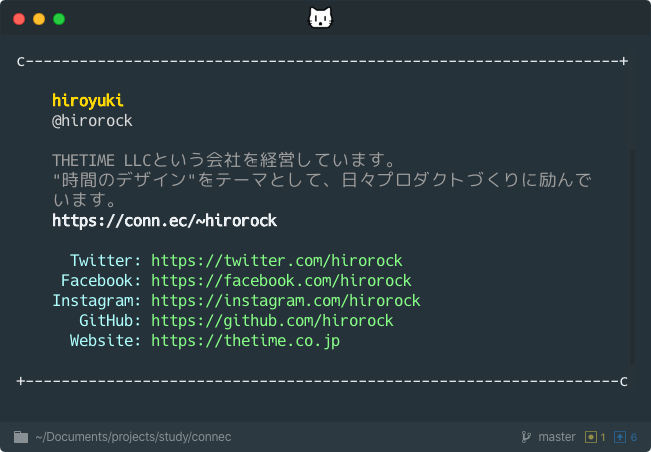 c------------------------------------------------------------------+
hiroyuki
@hirorock
THETIME LLCという会社を経営しています。
"時間のデザイン"をテーマとして、日々プロダクトづくりに励んで
います。
https://conn.ec/~hirorock
Twitter: https://twitter.com/hirorock
Facebook: https://facebook.com/hirorock
Instagram: https://instagram.com/hirorock
GitHub: https://github.com/hirorock
Website: https://thetime.co.jp
+------------------------------------------------------------------c
~/Documents/projects/study/connec master 1 6